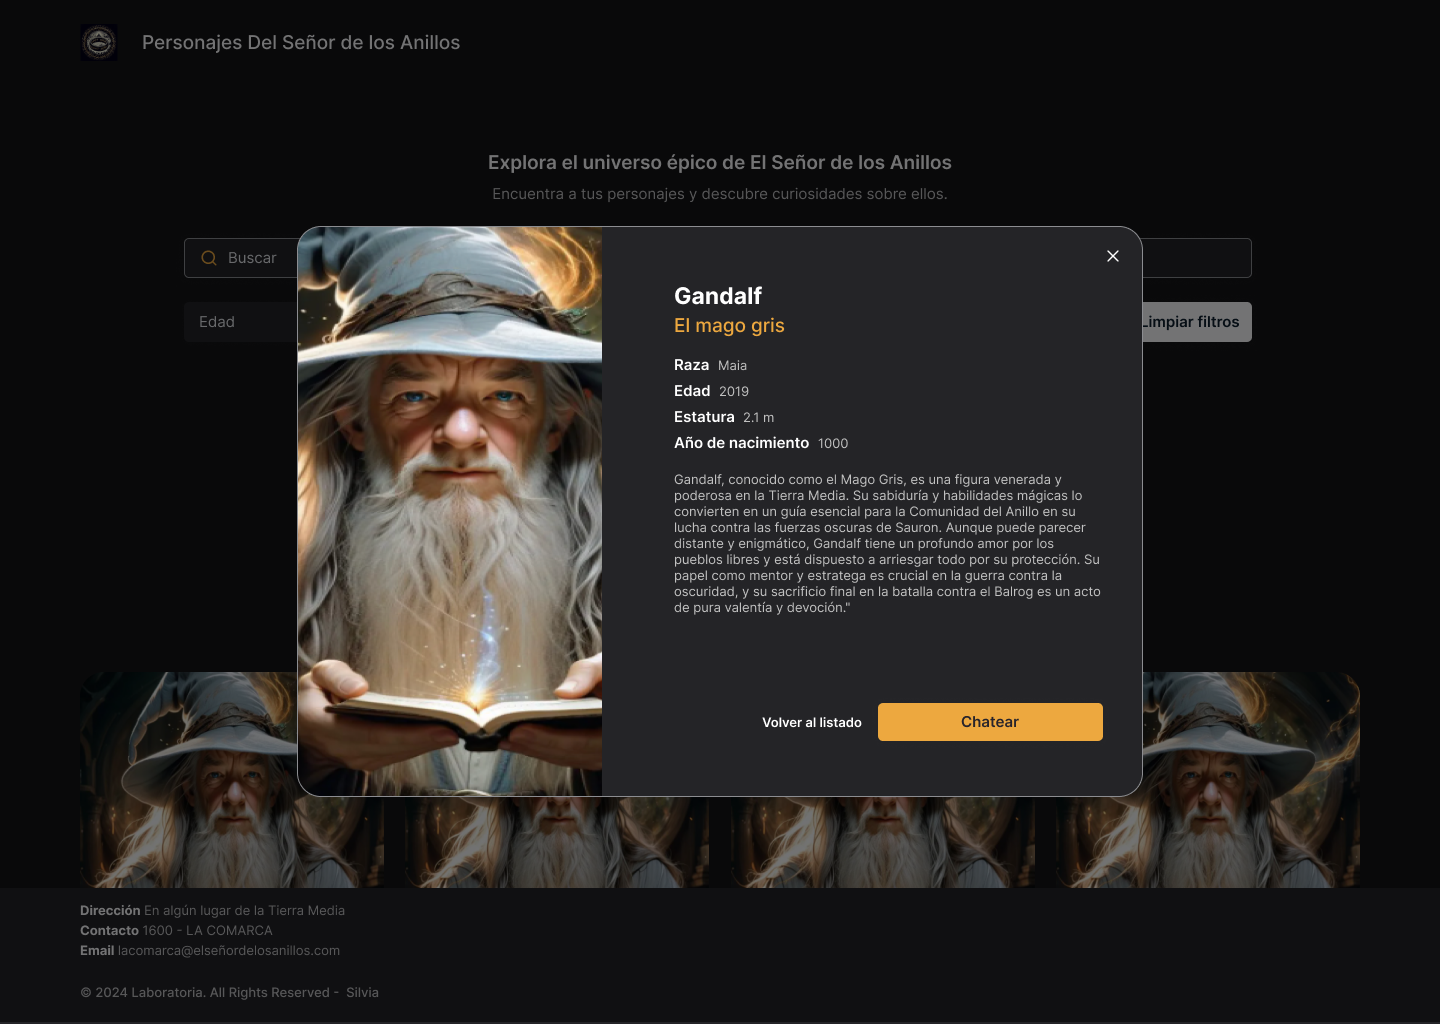 Personajes Del Señor de los Anillos
Explora el universo épico de El Señor de los Anillos
Encuentra a tus personajes y descubre curiosidades sobre ellos.
Buscar
Edad
Limpiar filtros
Gandalf
El mago gris
Raza Maia
Edad 2019
Estatura 2.1 m
Año de nacimiento 1000
Gandalf, conocido como el Mago Gris, es una figura venerada y
poderosa en la Tierra Media. Su sabiduría y habilidades mágicas lo
convierten en un guía esencial para la Comunidad del Anillo en su
lucha contra las fuerzas oscuras de Sauron. Aunque puede parecer
distante y enigmático, Gandalf tiene un profundo amor por los
pueblos libres y está dispuesto a arriesgar todo por su protección. Su
papel como mentor y estratega es crucial en la guerra contra la
oscuridad, y su sacrificio final en la batalla contra el Balrog es un acto
de pura valentía y devoción."
Volver al listado
Chatear
Dirección En algún lugar de la Tierra Media
Contacto 1600 - LA COMARCA
Email lacomarca@elseñordelosanillos.com
© 2024 Laboratoria. All Rights Reserved - Silvia